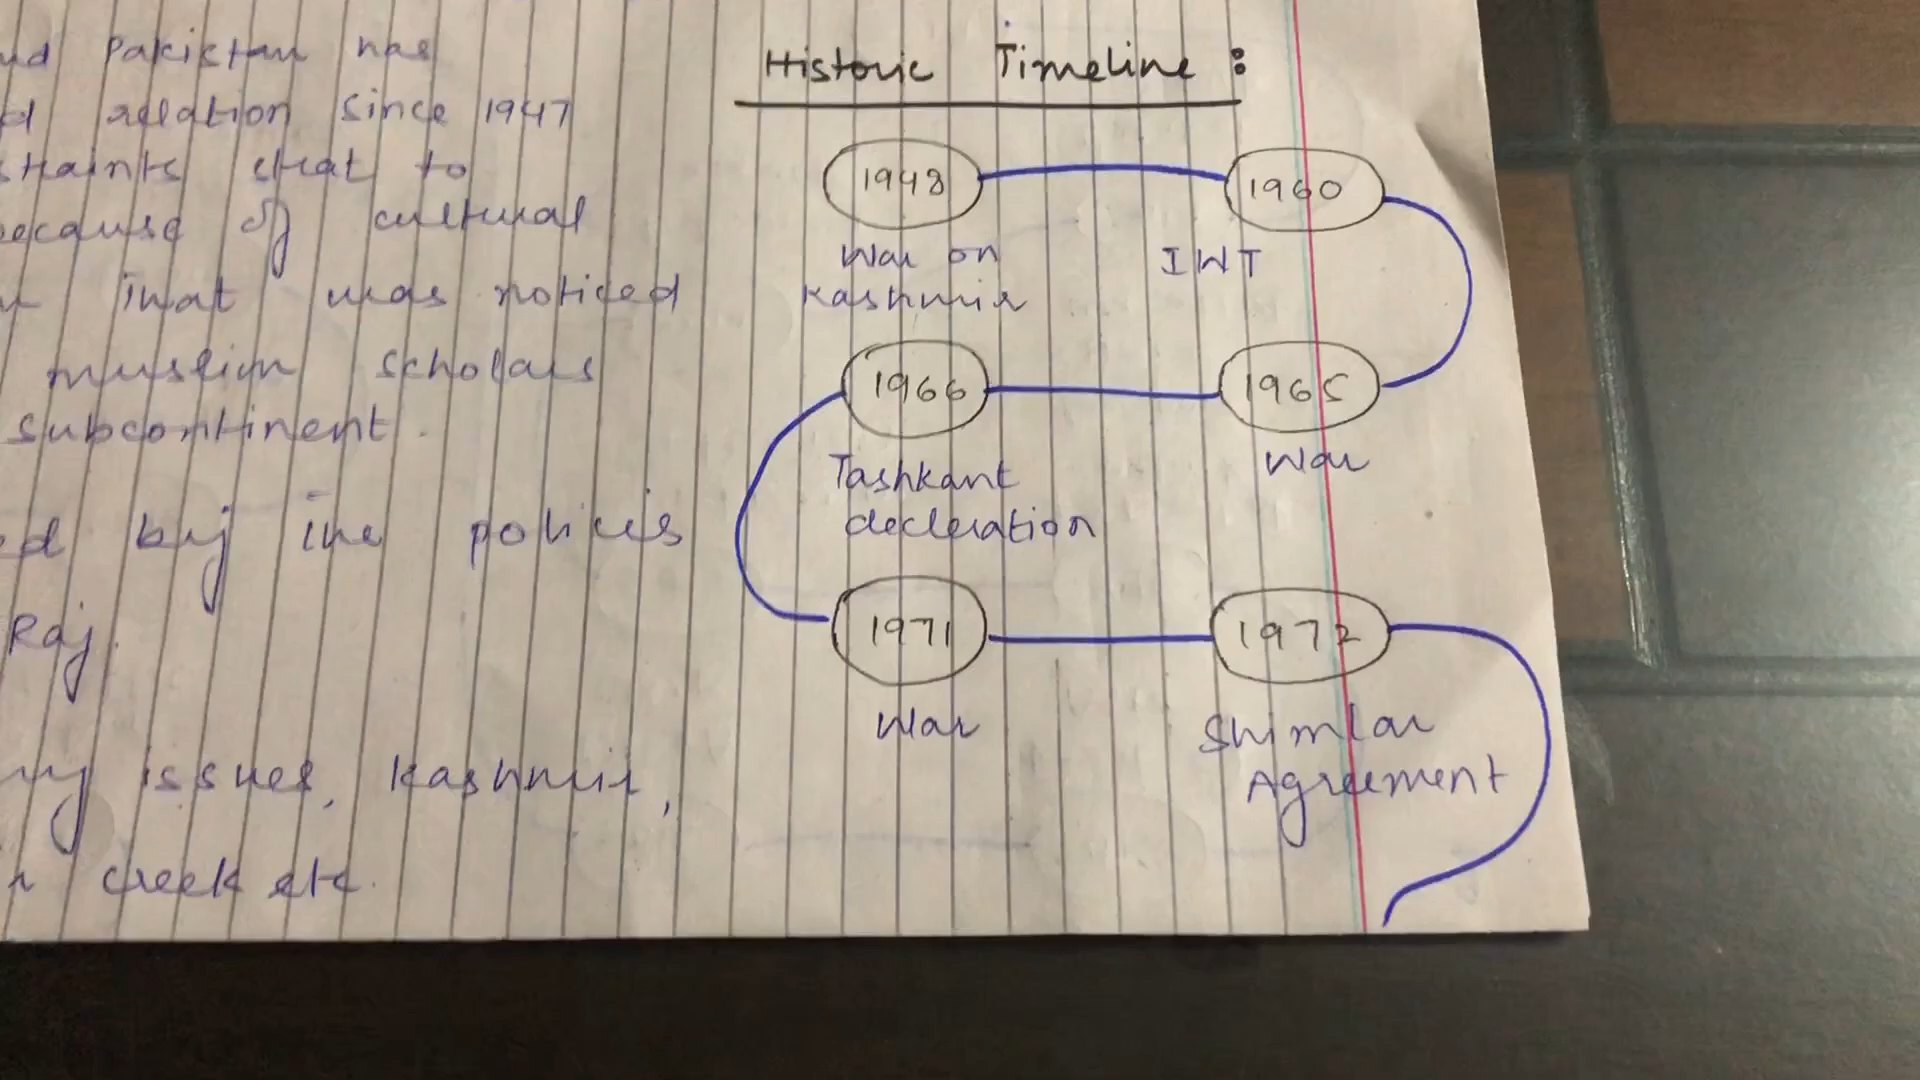 Pakistan has
relation since 1947
straints that to
because of cultural
that was noticed
muslim scholars
subcontinent.
by the policies
Raj.
issues, Kashmir,
creek etc.
Historic Timeline :
1948
1960
War on
Kashmir
IWT
1966
1965
Tashkant
decleration
War
1971
1972
War
Shimla
Agreement